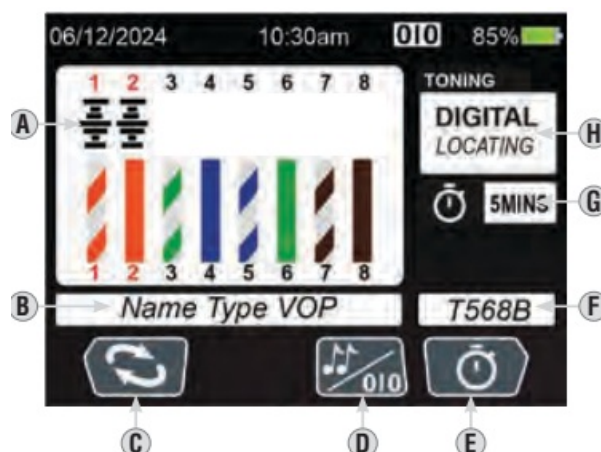 06/12/2024 10:30am 010 85%
1 2 3 4 5 6 7 8
TONING
A
DIGITAL
LOCATING
H
5MINS
G
1 2 3 4 5 6 7 8
B
Name Type VOP
T568B
F
010
C
D
E